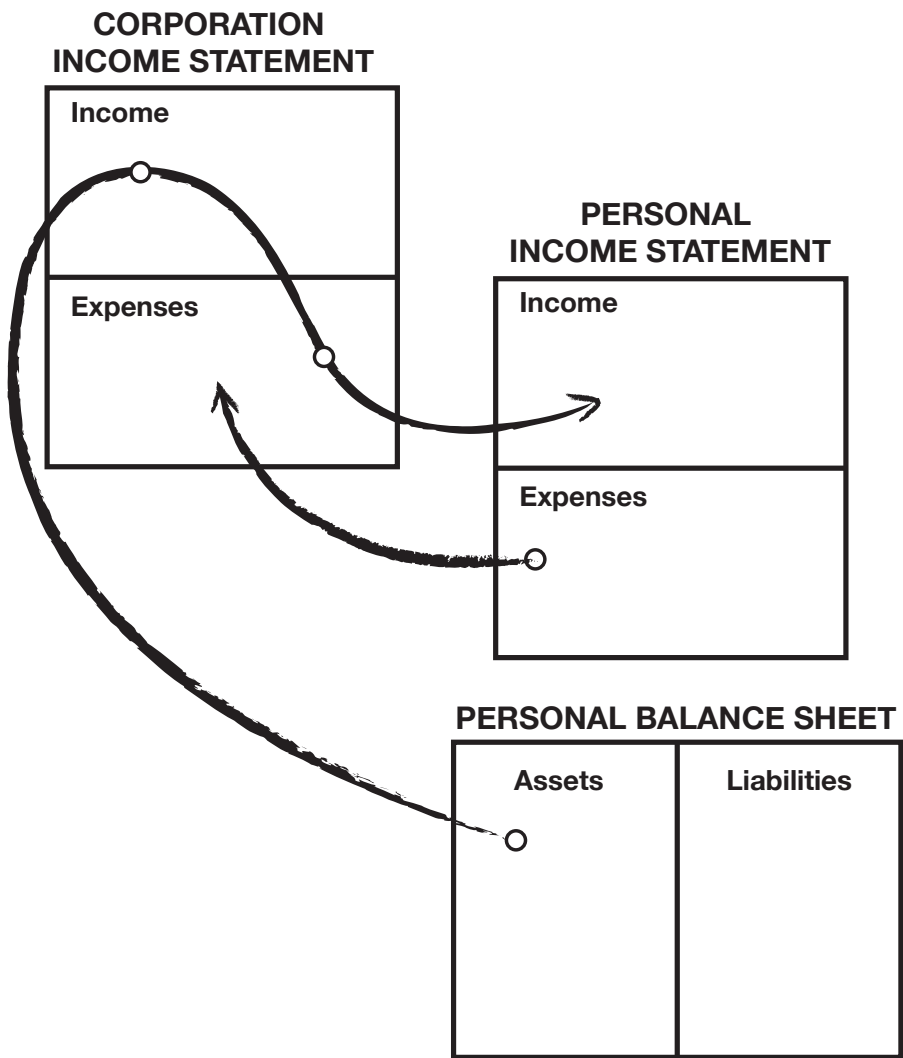 CORPORATION
INCOME STATEMENT
Income
Expenses
PERSONAL
INCOME STATEMENT
Income
Expenses
PERSONAL BALANCE SHEET
Assets
Liabilities